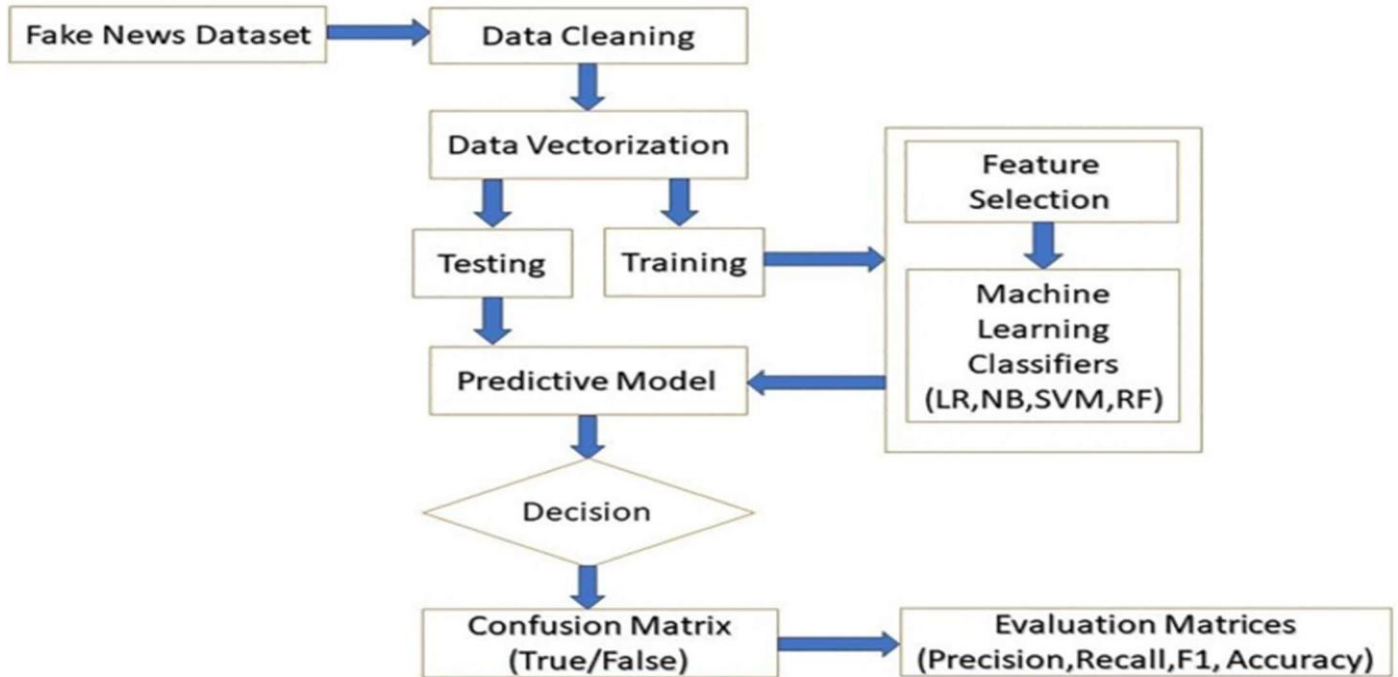 Fake News Dataset
Data Cleaning
Data Vectorization
Feature
Selection
Testing
Training
Machine
Learning
Classifiers
(LR,NB,SVM,RF)
Predictive Model
Decision
Confusion Matrix
(True/False)
Evaluation Matrices
(Precision,Recall,F1, Accuracy)